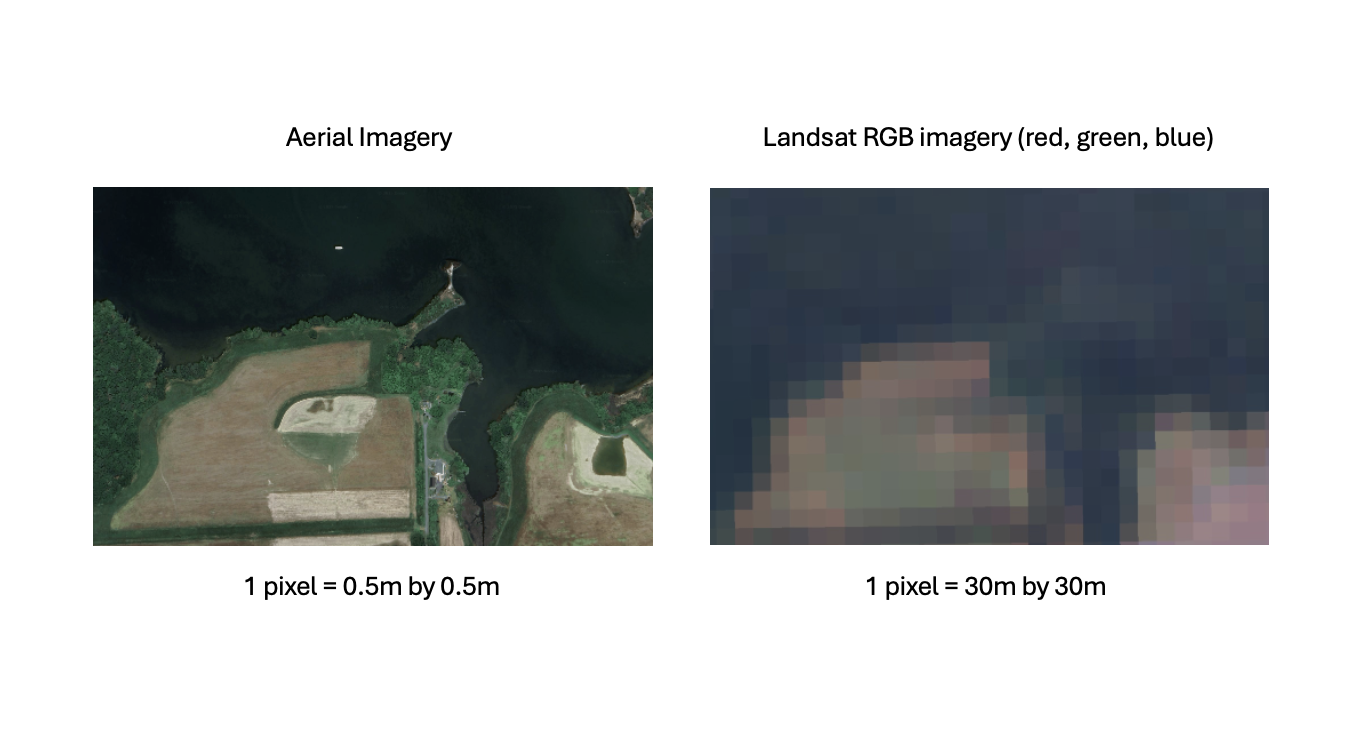 Aerial Imagery
Landsat RGB imagery (red, green, blue)
1 pixel = 0.5m by 0.5m
1 pixel = 30m by 30m